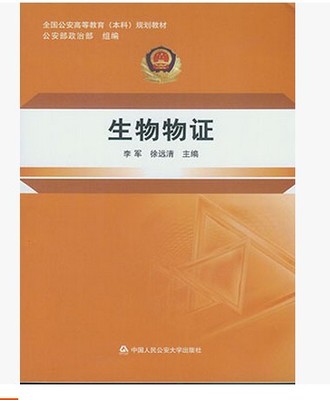 全国公安高等教育（本科）规划教材
公安部政治部 组编
生物物证
李军 徐远清 主编
中国人民公安大学出版社